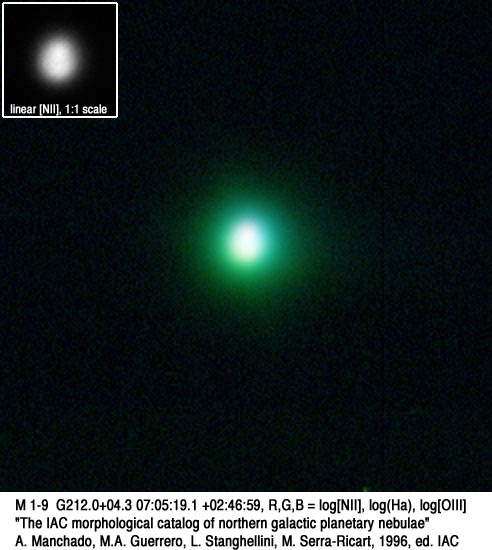 linear [NII], 1:1 scale
M 1-9 G212.0+04.3 07:05:19.1 +02:46:59, R,G,B = log[NII], log(Ha), log[OIII]
"The IAC morphological catalog of northern galactic planetary nebulae"
A. Manchado, M.A. Guerrero, L. Stanghellini, M. Serra-Ricart, 1996, ed. IAC